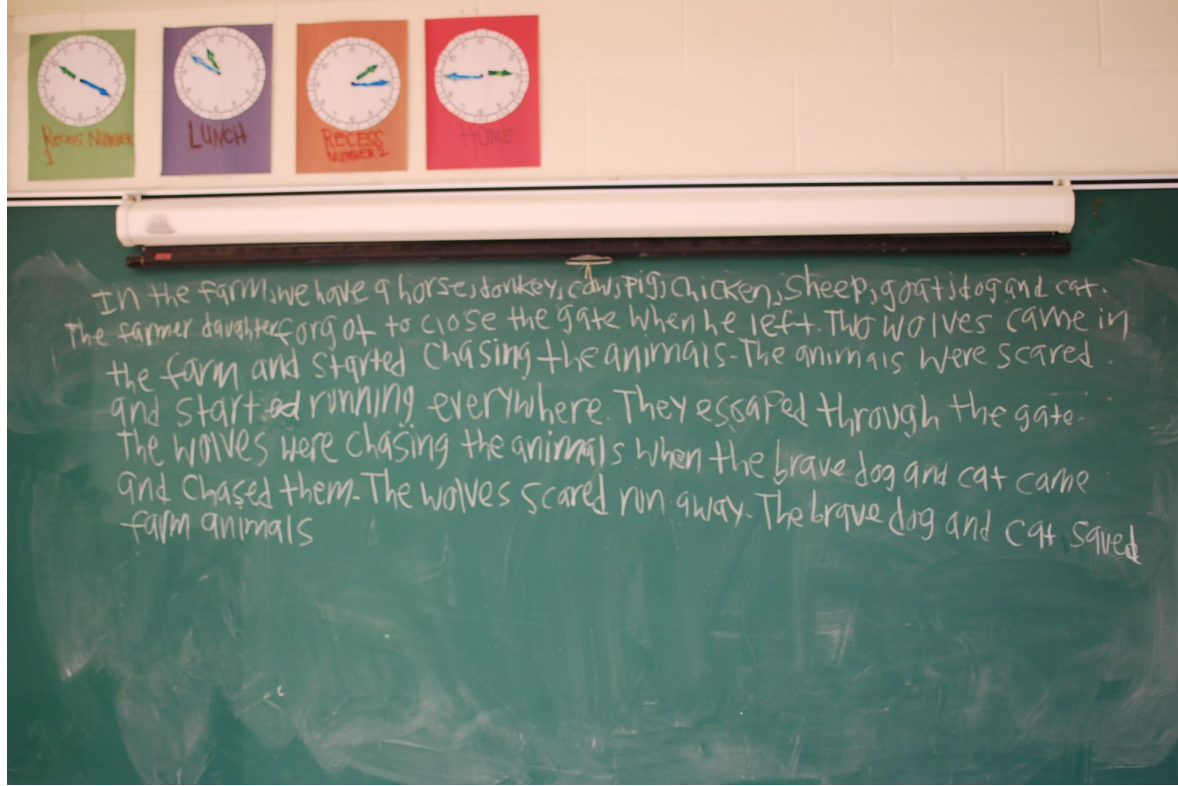 Recess Number
1
LUNCH
RECESS
NUMBER 2
HOME
In the farm, we have a horse, donkey, cow, pig, chicken, sheep, goat, dog and cat.
The farmer daughter forgot to close the gate when he left. Two wolves came in
the farm and started chasing the animals. The animals were scared.
and started running everywhere. They essaped through the gate.
The wolves were chasing the animals when the brave dog and cat came
and chased them. The wolves scared run away. The brave dog and cat saved
farm animals